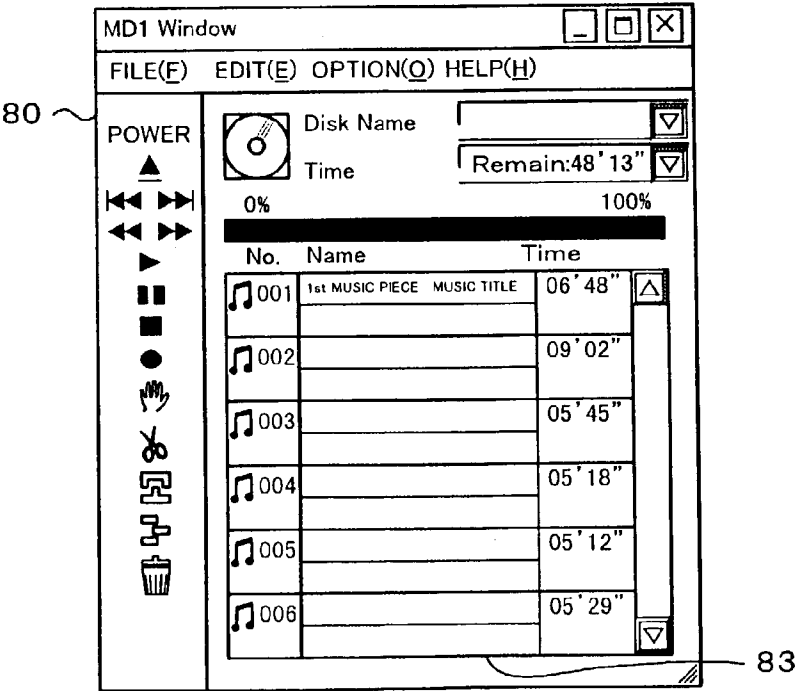 MD1 Window
FILE(F) EDIT(E) OPTION(O) HELP(H)
80
POWER
Disk Name
Time Remain:48'13"
0% 100%
No. Name Time
001 1st MUSIC PIECE MUSIC TITLE 06'48"
002 09'02"
003 05'45"
004 05'18"
005 05'12"
006 05'29"
83